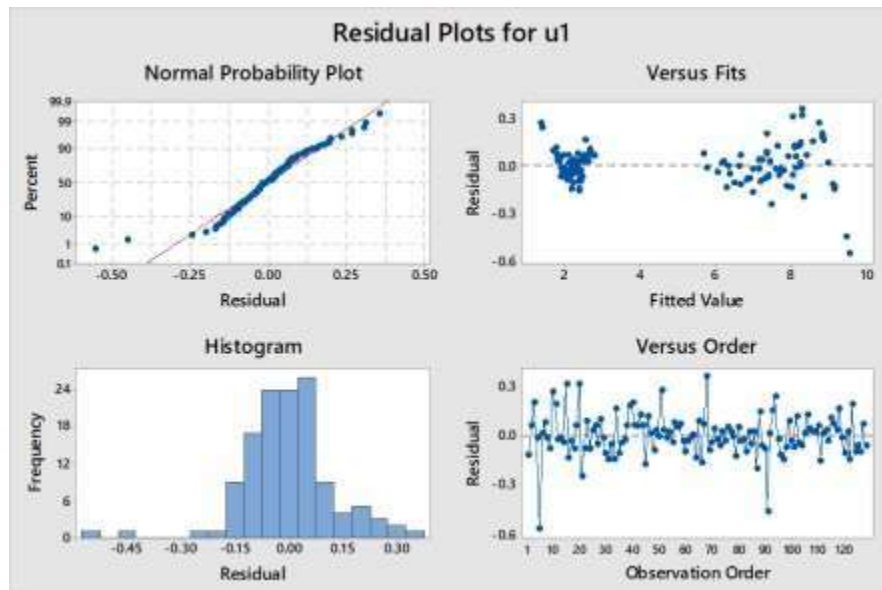 Residual Plots for u1
Normal Probability Plot
99.9
99
90
50
10
1
0.1
Percent
-0.50 -0.25 0.00 0.25 0.50
Residual
Versus Fits
0.3
0.0
-0.3
-0.6
Residual
2 4 6 8 10
Fitted Value
Histogram
24
18
12
6
0
Frequency
-0.45 -0.30 -0.15 0.00 0.15 0.30
Residual
Versus Order
0.3
0.0
-0.3
-0.6
Residual
1 10 20 30 40 50 60 70 80 90 100 110 120
Observation Order